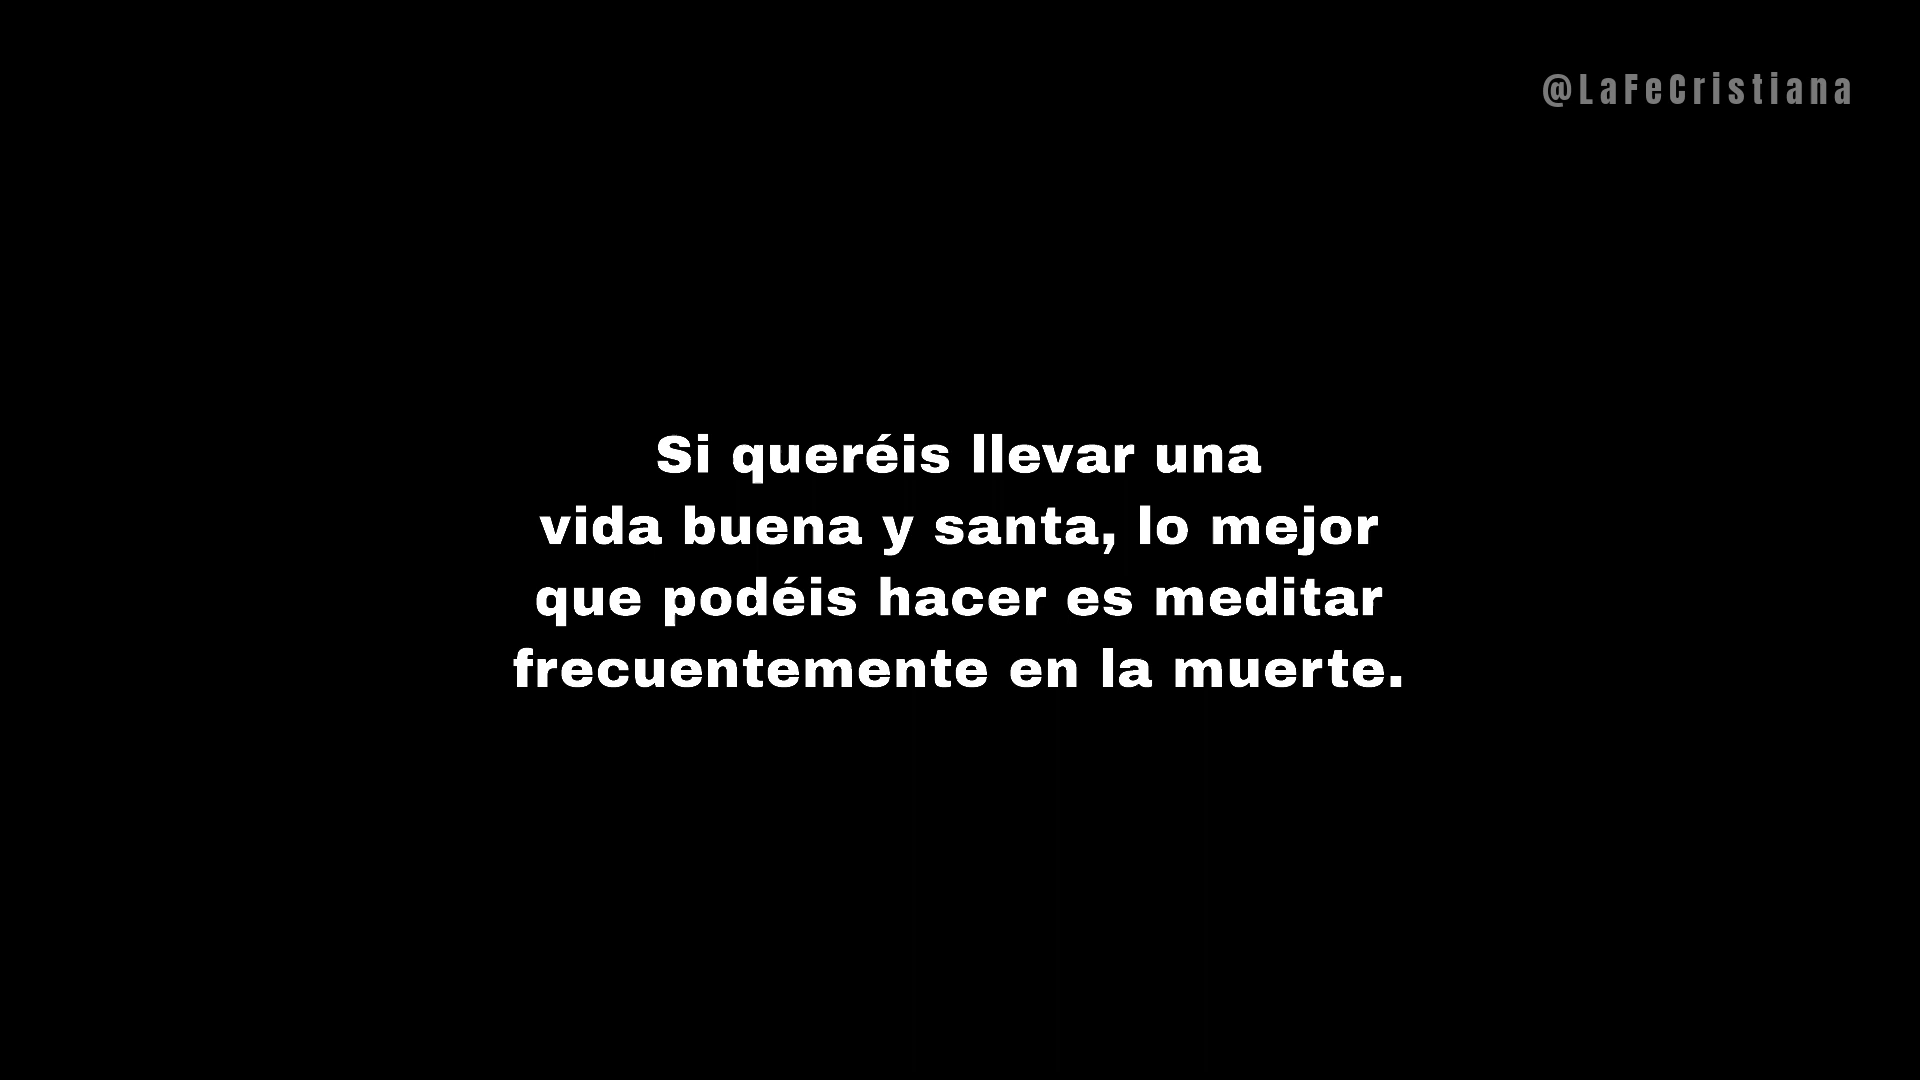 @LaFeCristiana
Si queréis llevar una
vida buena y santa, lo mejor
que podéis hacer es meditar
frecuentemente en la muerte.